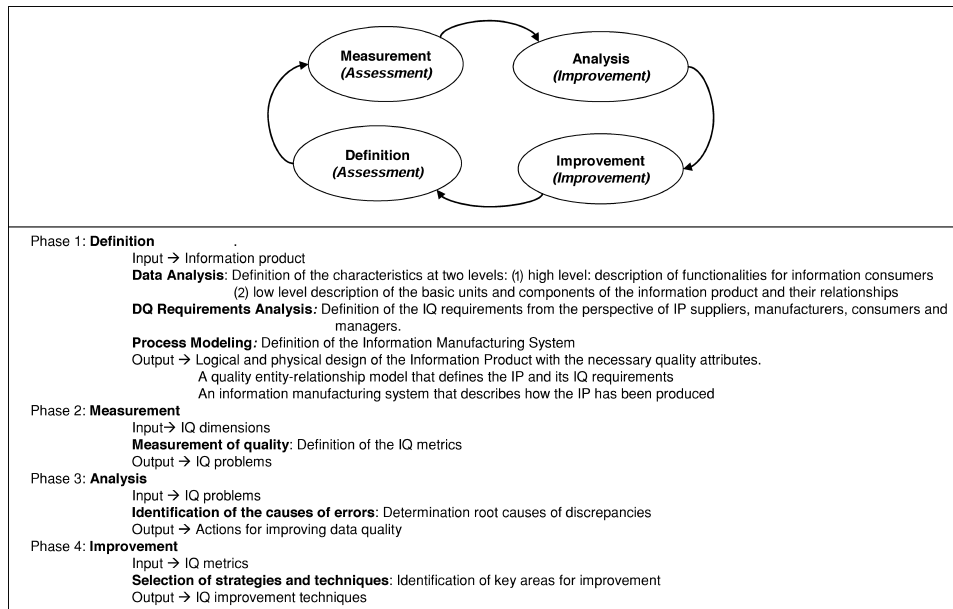 Measurement
(Assessment)
Analysis
(Improvement)
Definition
(Assessment)
Improvement
(Improvement)
Phase 1: Definition .
Input → Information product
Data Analysis: Definition of the characteristics at two levels: (1) high level: description of functionalities for information consumers
(2) low level description of the basic units and components of the information product and their relationships
DQ Requirements Analysis: Definition of the IQ requirements from the perspective of IP suppliers, manufacturers, consumers and
managers.
Process Modeling: Definition of the Information Manufacturing System
Output → Logical and physical design of the Information Product with the necessary quality attributes.
A quality entity-relationship model that defines the IP and its IQ requirements
An information manufacturing system that describes how the IP has been produced
Phase 2: Measurement
Input→ IQ dimensions
Measurement of quality: Definition of the IQ metrics
Output → IQ problems
Phase 3: Analysis
Input → IQ problems
Identification of the causes of errors: Determination root causes of discrepancies
Output → Actions for improving data quality
Phase 4: Improvement
Input → IQ metrics
Selection of strategies and techniques: Identification of key areas for improvement
Output → IQ improvement techniques